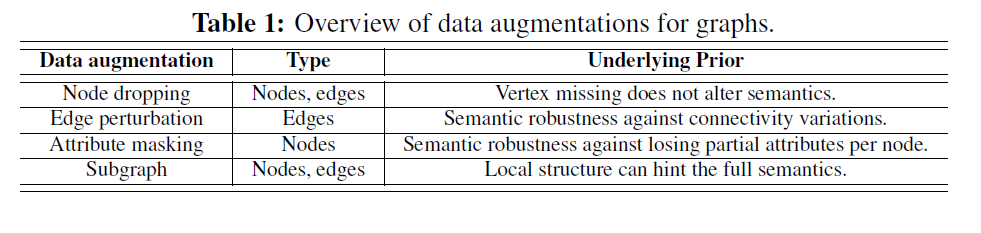 Table 1: Overview of data augmentations for graphs.
Data augmentation Type Underlying Prior
Node dropping Nodes, edges Vertex missing does not alter semantics.
Edge perturbation Edges Semantic robustness against connectivity variations.
Attribute masking Nodes Semantic robustness against losing partial attributes per node.
Subgraph Nodes, edges Local structure can hint the full semantics.